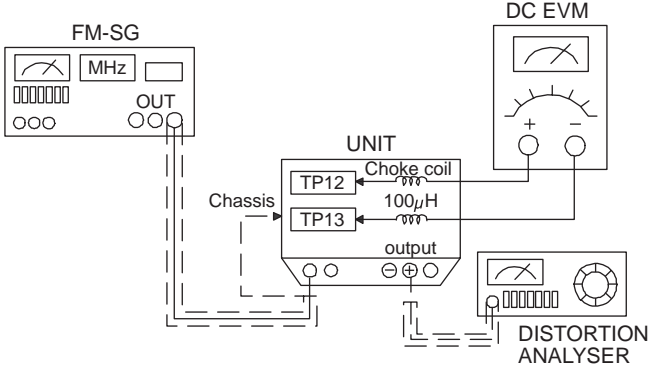 DC EVM
FM-SG
MHz
OUT
+ −
UNIT
Choke coil
TP12
Chassis
100µH
TP13
output
− +
DISTORTION
ANALYSER